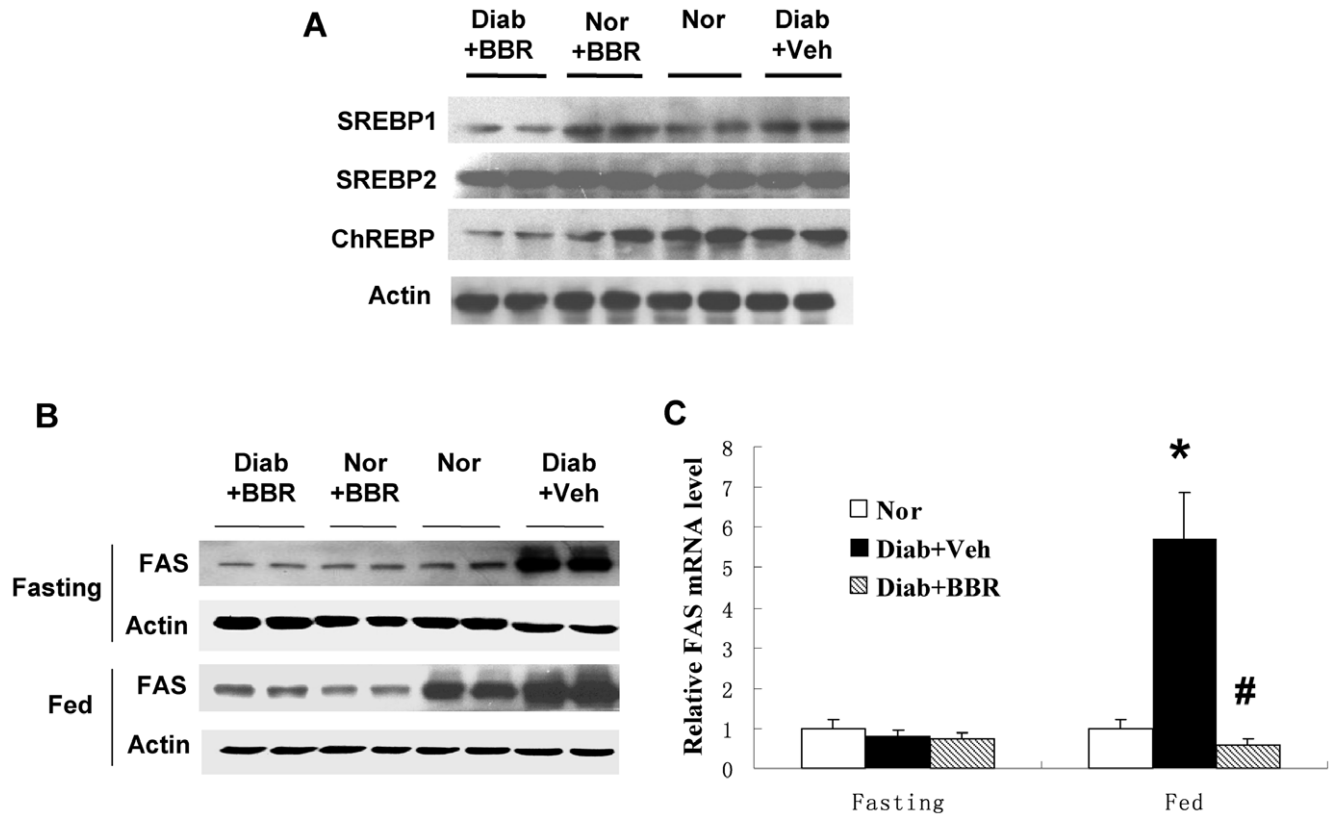 A
Diab
+BBR
Nor
+BBR
Nor
Diab
+Veh
SREBP1
SREBP2
ChREBP
Actin
B
Diab
+BBR
Nor
+BBR
Nor
Diab
+Veh
Fasting
FAS
Actin
Fed
FAS
Actin
C
Relative FAS mRNA level
8
7
6
5
4
3
2
1
0
Nor
Diab+Veh
Diab+BBR
*
#
Fasting Fed